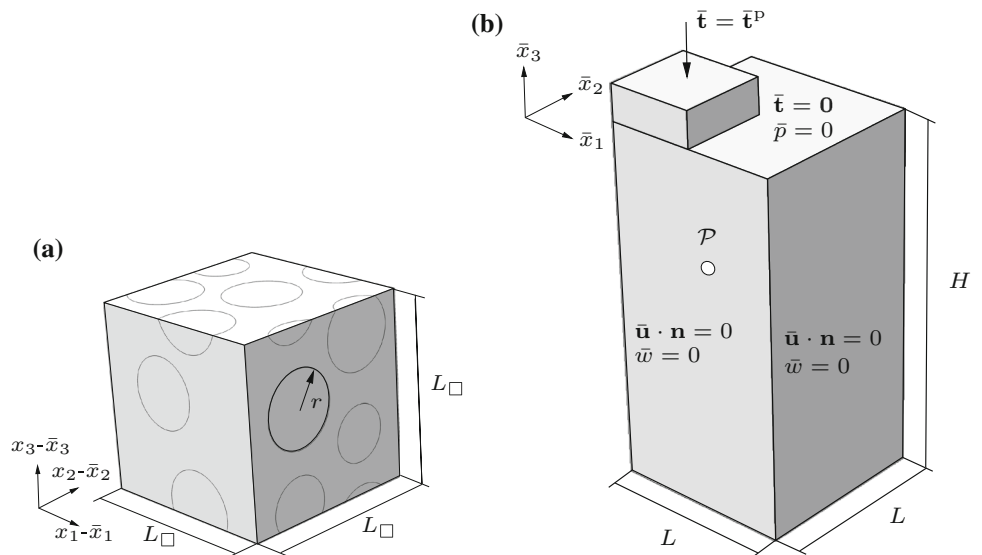 (a)
L□
r
x₃-x̄₃
x₂-x̄₂
x₁-x̄₁
L□
L□
(b)
t̄ = t̄ᵖ
x̄₃
x̄₂
x̄₁
t̄ = 0
p̄ = 0
𝒫
H
ū · n = 0
w̄ = 0
ū · n = 0
w̄ = 0
L
L